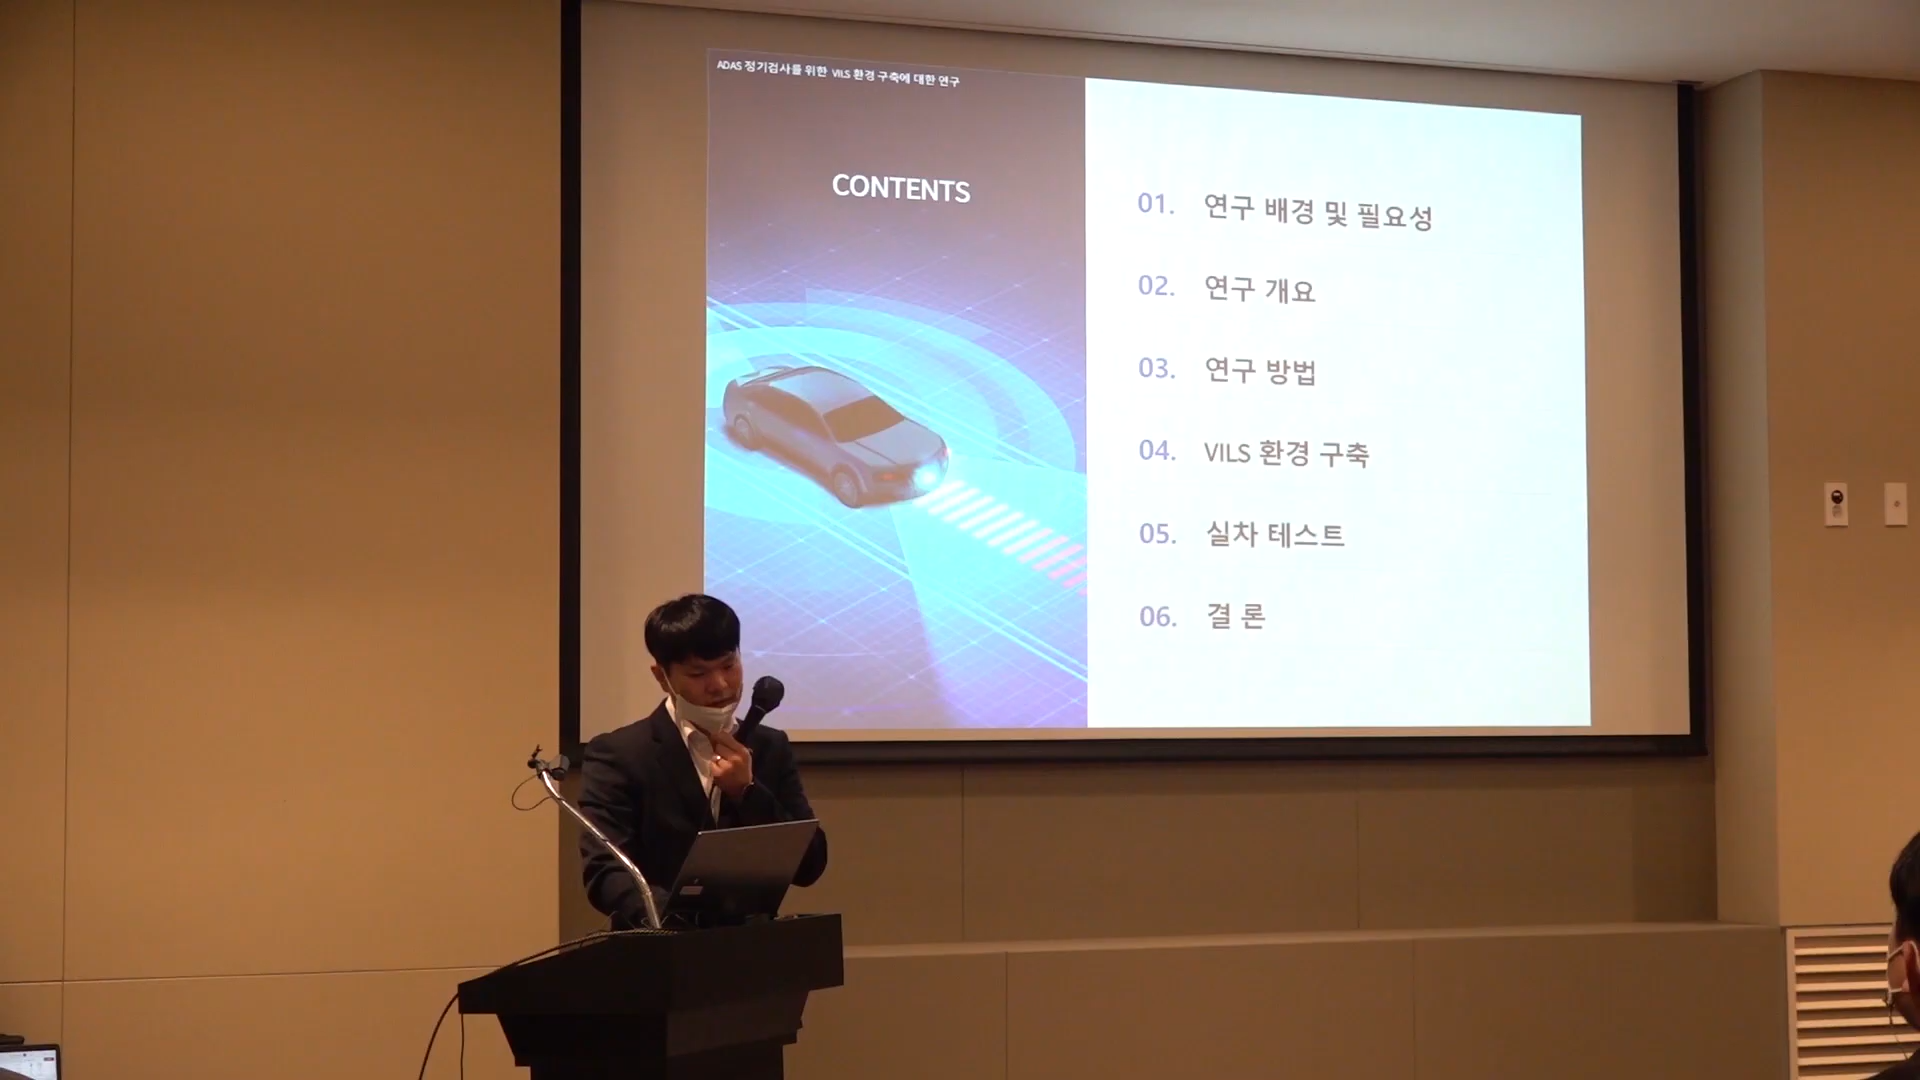 ADAS 정기검사를 위한 VILS 환경 구축에 대한 연구
CONTENTS
01. 연구 배경 및 필요성
02. 연구 개요
03. 연구 방법
04. VILS 환경 구축
05. 실차 테스트
06. 결 론